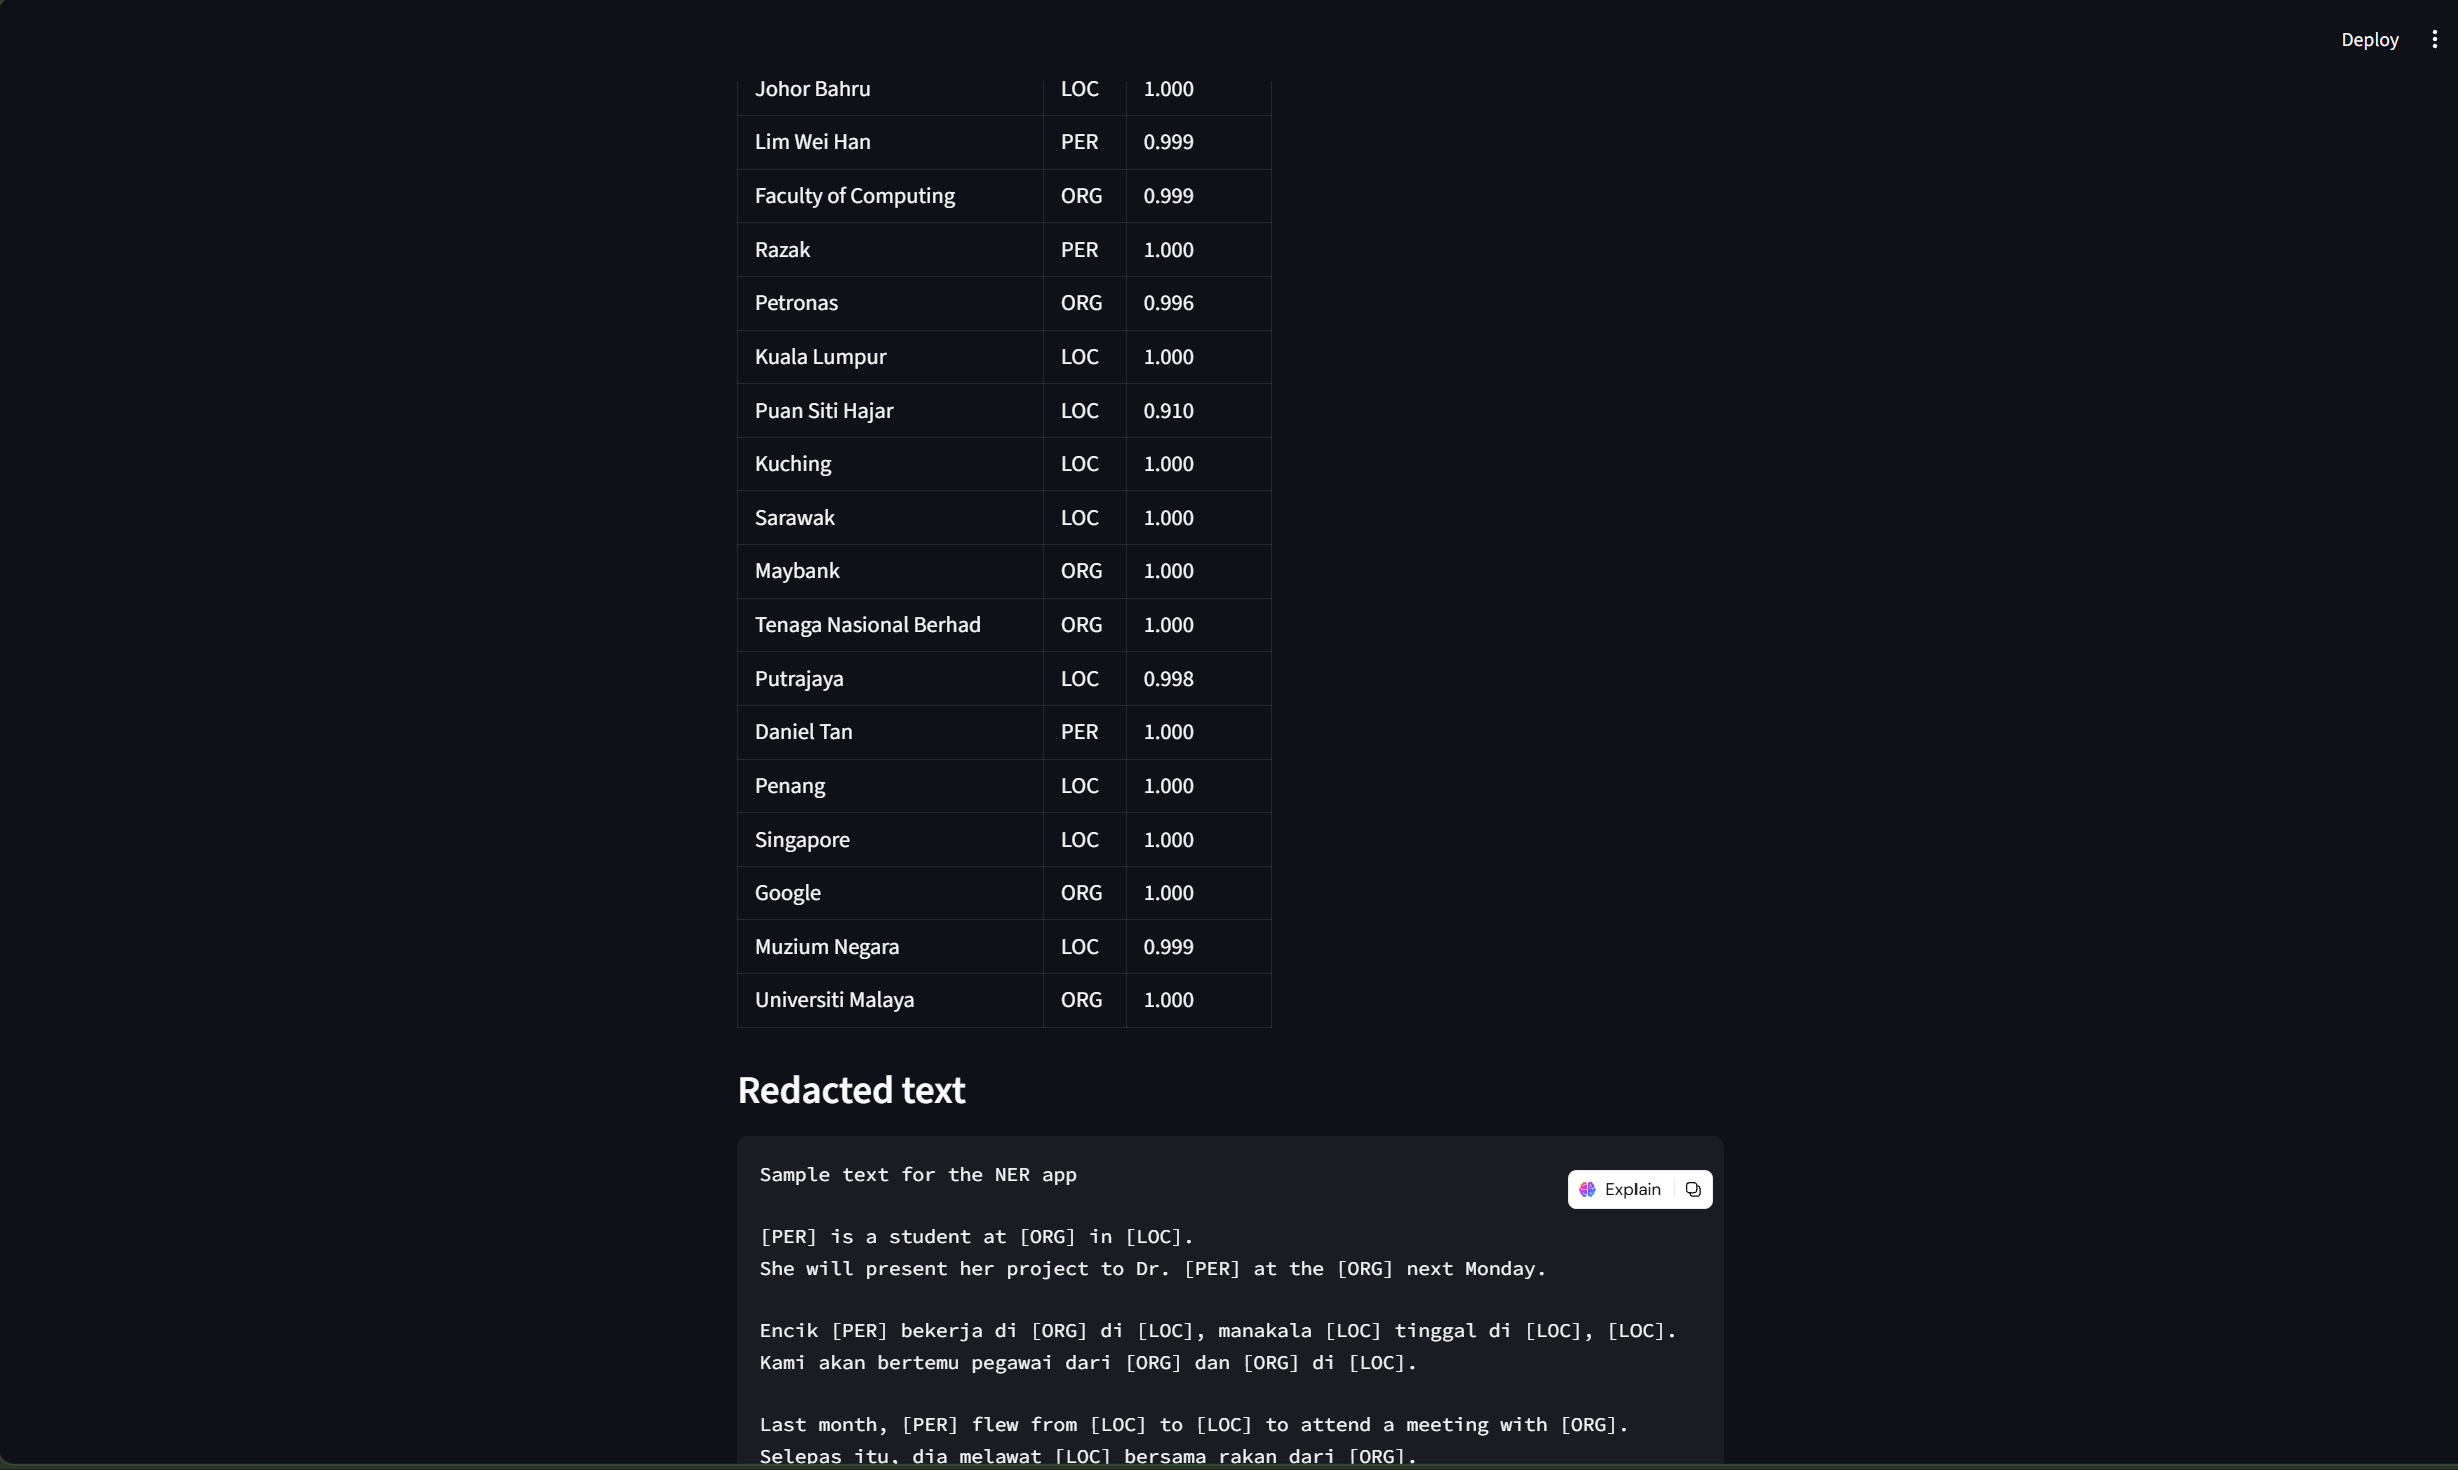 Deploy
Johor Bahru LOC 1.000
Lim Wei Han PER 0.999
Faculty of Computing ORG 0.999
Razak PER 1.000
Petronas ORG 0.996
Kuala Lumpur LOC 1.000
Puan Siti Hajar LOC 0.910
Kuching LOC 1.000
Sarawak LOC 1.000
Maybank ORG 1.000
Tenaga Nasional Berhad ORG 1.000
Putrajaya LOC 0.998
Daniel Tan PER 1.000
Penang LOC 1.000
Singapore LOC 1.000
Google ORG 1.000
Muzium Negara LOC 0.999
Universiti Malaya ORG 1.000
Redacted text
Sample text for the NER app
Explain
[PER] is a student at [ORG] in [LOC].
She will present her project to Dr. [PER] at the [ORG] next Monday.
Encik [PER] bekerja di [ORG] di [LOC], manakala [LOC] tinggal di [LOC], [LOC].
Kami akan bertemu pegawai dari [ORG] dan [ORG] di [LOC].
Last month, [PER] flew from [LOC] to [LOC] to attend a meeting with [ORG].
Selepas itu, dia melawat [LOC] bersama rakan dari [ORG].